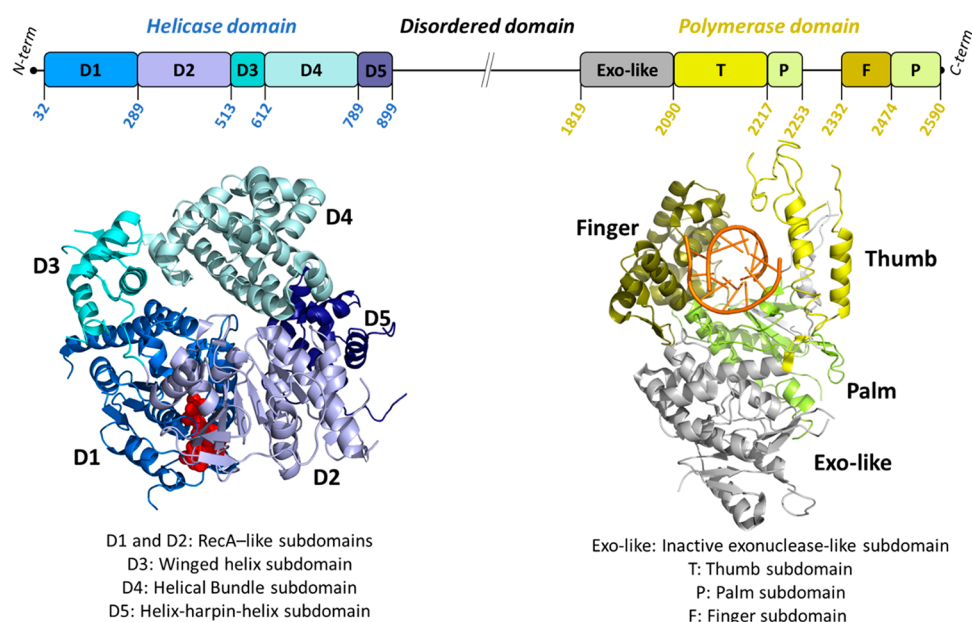 Helicase domain
Disordered domain
Polymerase domain
N-term
D1
D2
D3
D4
D5
Exo-like
T
P
F
P
C-term
32
289
513
612
789
899
1819
2090
2217
2253
2332
2474
2590
D4
D3
D5
D1
D2
Finger
Thumb
Palm
Exo-like
D1 and D2: RecA–like subdomains
D3: Winged helix subdomain
D4: Helical Bundle subdomain
D5: Helix-harpin-helix subdomain
Exo-like: Inactive exonuclease-like subdomain
T: Thumb subdomain
P: Palm subdomain
F: Finger subdomain